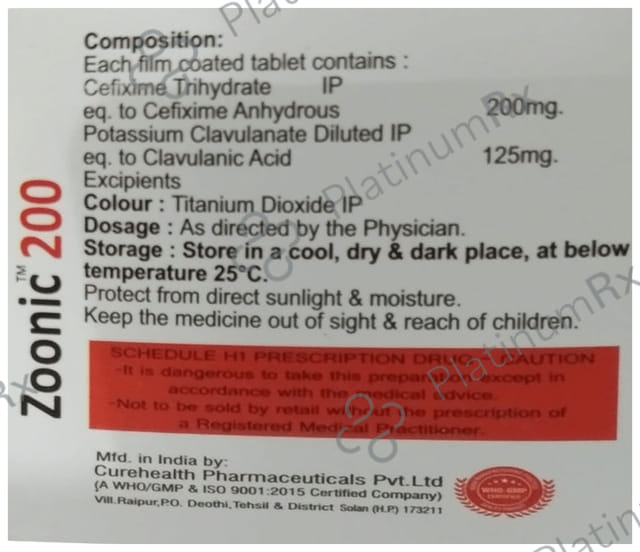 Composition:
Each film coated tablet contains :
Cefixime Trihydrate IP
eq. to Cefixime Anhydrous 200mg.
Potassium Clavulanate Diluted IP
eq. to Clavulanic Acid 125mg.
Excipients
Colour : Titanium Dioxide IP
Dosage : As directed by the Physician.
Storage : Store in a cool, dry & dark place, at below
temperature 25°C.
Protect from direct sunlight & moisture.
Keep the medicine out of sight & reach of children.
Zoonic™ 200
SCHEDULE H1 PRESCRIPTION DRUG-CAUTION
-It is dangerous to take this preparation except in
accordance with the medical advice.
-Not to be sold by retail without the prescription of
a Registered Medical Practitioner.
Mfd. in India by:
Curehealth Pharmaceuticals Pvt.Ltd
(A WHO/GMP & ISO 9001:2015 Certified Company)
Vill.Raipur,P.O. Deothi,Tehsil & District Solan (H.P.) 173211
WHO-GMP
CERTIFIED
PlatinumRx
PlatinumRx
PlatinumRx